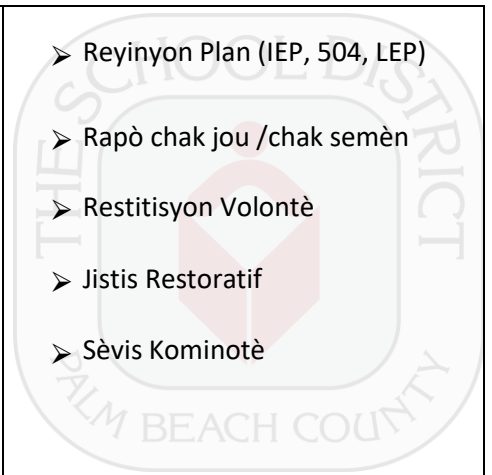 ➢ Reyinyon Plan (IEP, 504, LEP)
➢ Rapò chak jou /chak semèn
➢ Restitisyon Volontè
➢ Jistis Restoratif
➢ Sèvis Kominotè
THE SCHOOL DISTRICT
PALM BEACH COUNTY